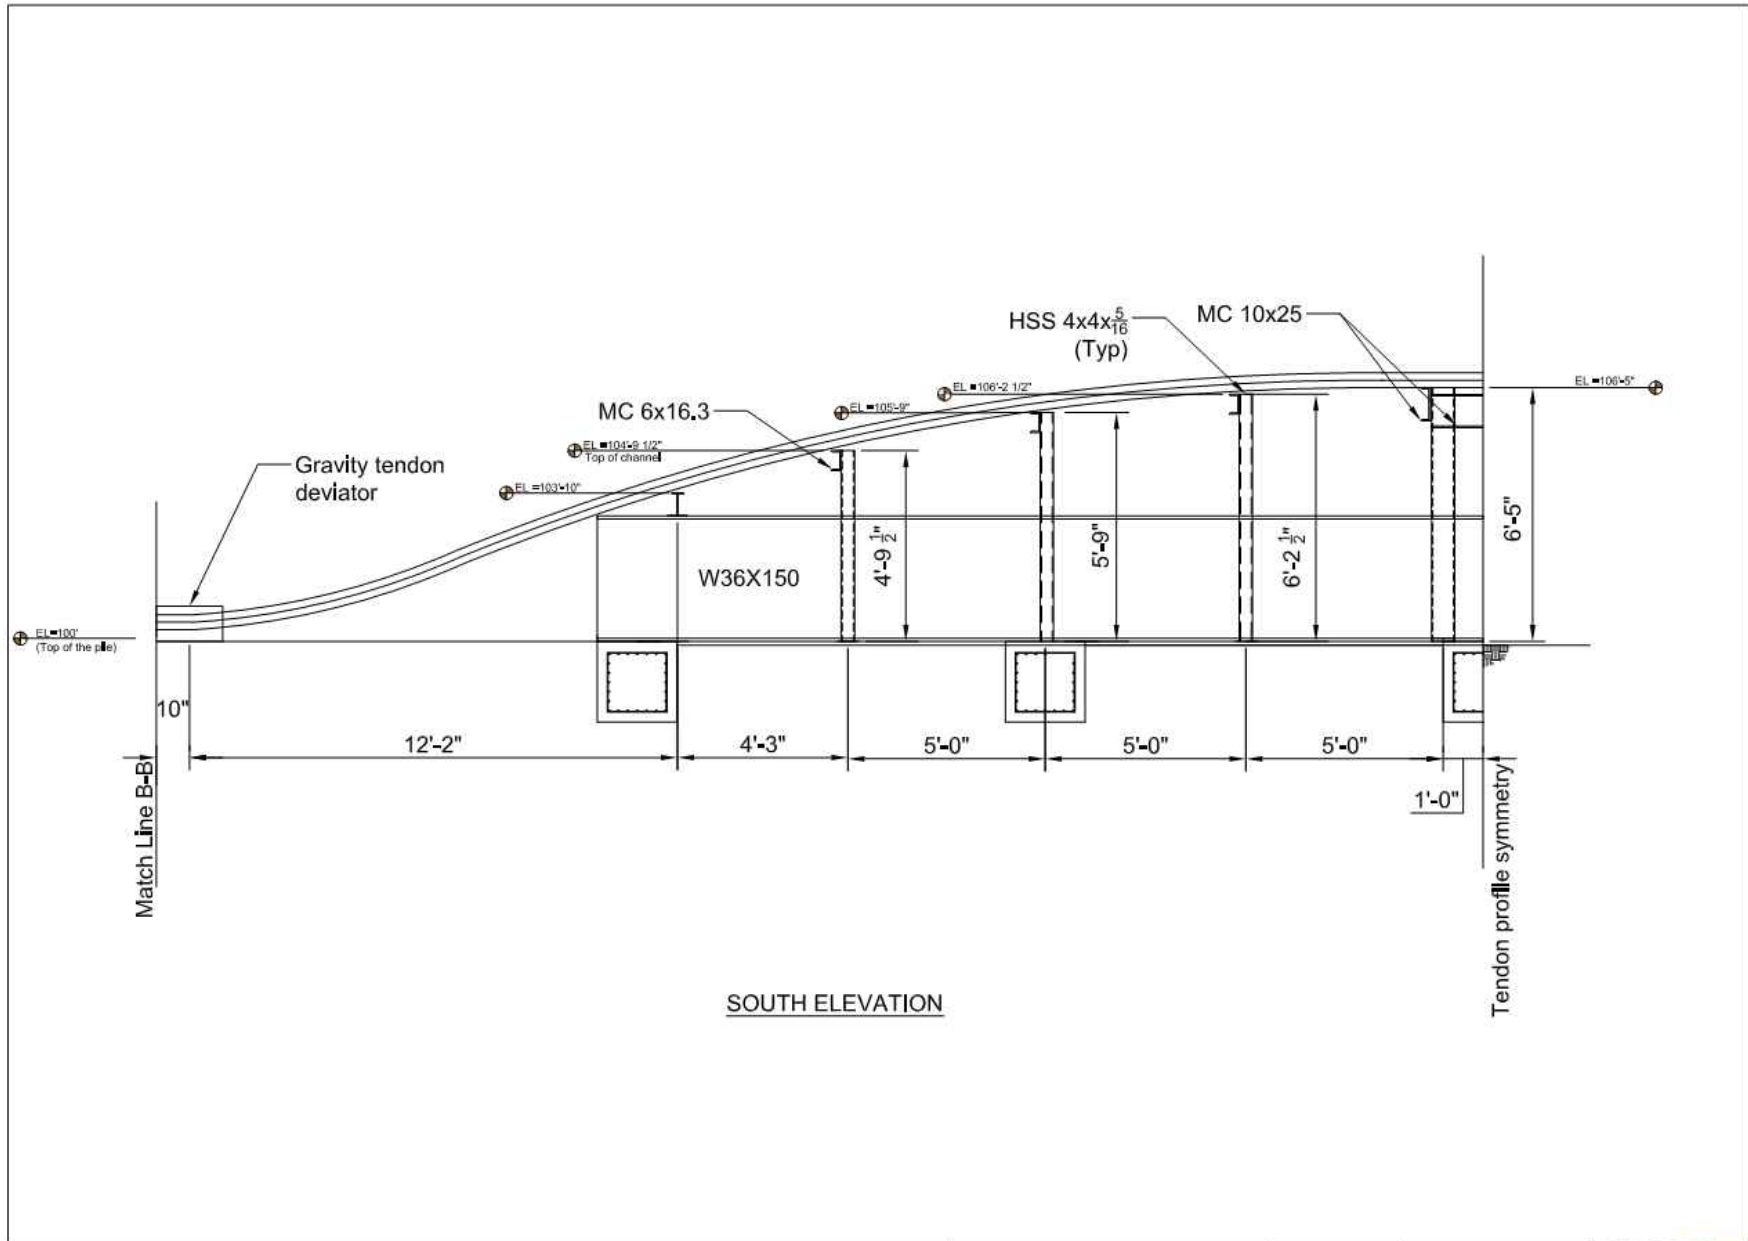 HSS 4x4x5/16
(Typ)
MC 10x25
EL =106'-2 1/2"
EL =106'-5"
MC 6x16.3
EL =105'-9"
EL =104'-9 1/2"
Top of channel
Gravity tendon
deviator
EL =103'-10"
W36X150
4'-9 1/2"
5'-9"
6'-2 1/2"
6'-5"
EL=100'
(Top of the pile)
10"
12'-2"
4'-3"
5'-0"
5'-0"
5'-0"
1'-0"
Match Line B-B
Tendon profile symmetry
SOUTH ELEVATION